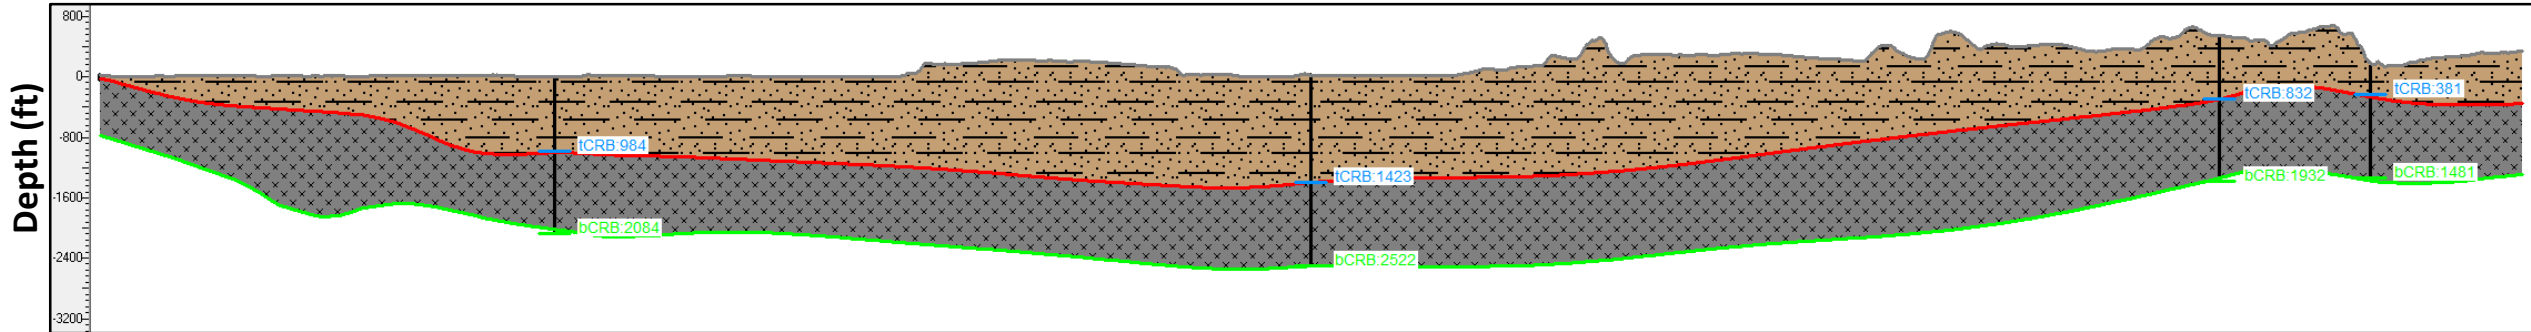 Depth (ft)
800
0
-800
-1600
-2400
-3200
tCRB:984
bCRB:2084
tCRB:1423
bCRB:2522
tCRB:832
bCRB:1932
tCRB:381
bCRB:1481